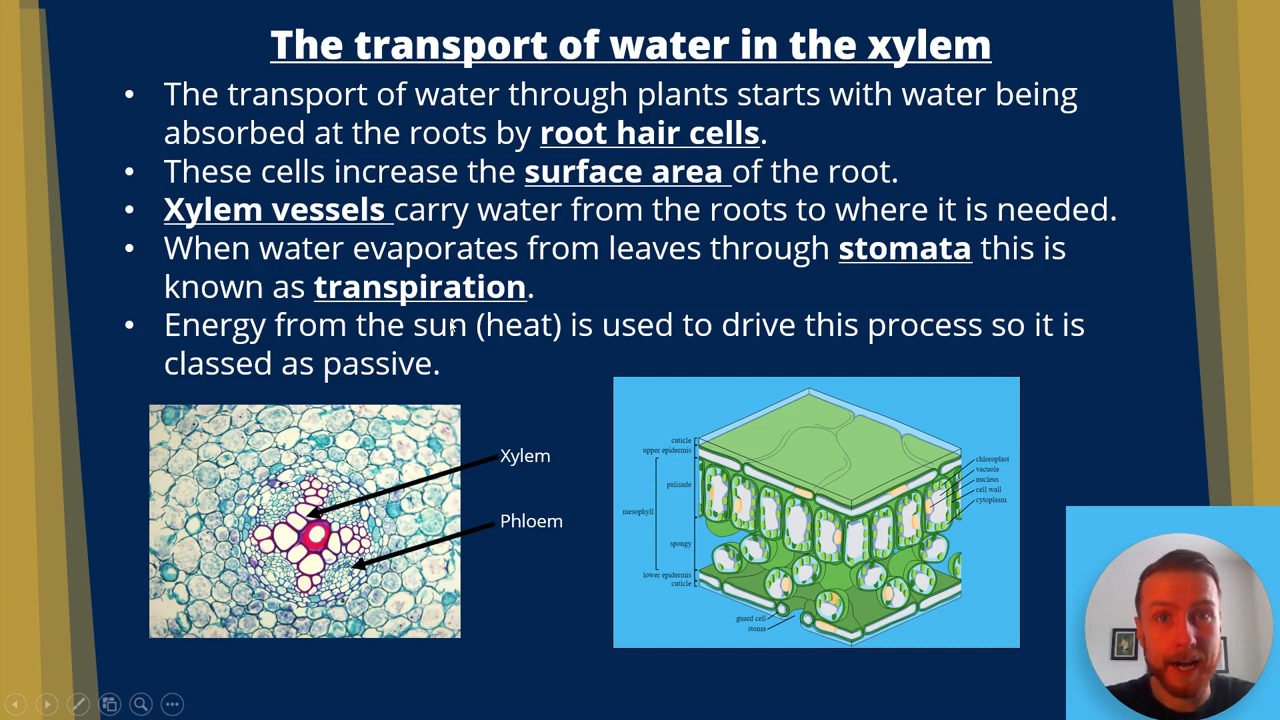 The transport of water in the xylem
• The transport of water through plants starts with water being
absorbed at the roots by root hair cells.
• These cells increase the surface area of the root.
• Xylem vessels carry water from the roots to where it is needed.
• When water evaporates from leaves through stomata this is
known as transpiration.
• Energy from the sun (heat) is used to drive this process so it is
classed as passive.
Xylem
Phloem
cuticle
upper epidermis
palisade
mesophyll
spongy
lower epidermis
cuticle
guard cell
stoma
chloroplast
vacuole
nucleus
cell wall
cytoplasm